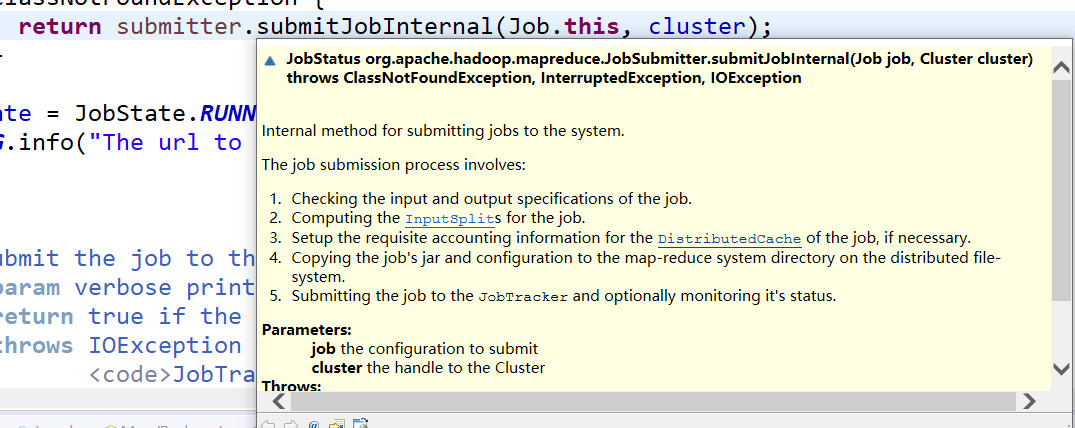 return submitter.submitJobInternal(Job.this, cluster);
JobStatus org.apache.hadoop.mapreduce.JobSubmitter.submitJobInternal(Job job, Cluster cluster)
throws ClassNotFoundException, InterruptedException, IOException
= JobState.RUNN
.info("The url to
Internal method for submitting jobs to the system.
The job submission process involves:
1. Checking the input and output specifications of the job.
2. Computing the InputSplits for the job.
3. Setup the requisite accounting information for the DistributedCache of the job, if necessary.
4. Copying the job's jar and configuration to the map-reduce system directory on the distributed file-
system.
5. Submitting the job to the JobTracker and optionally monitoring it's status.
ubmit the job to th
param verbose print
return true if the
throws IOException
<code>JobTra
Parameters:
job the configuration to submit
cluster the handle to the Cluster
Throws: